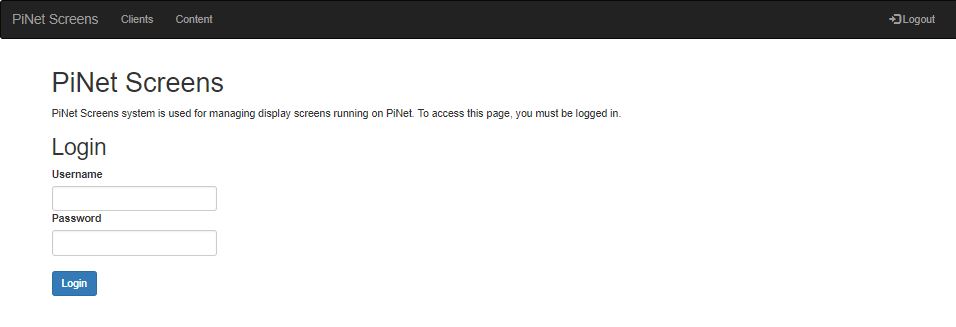 PiNet Screens Clients Content Logout
PiNet Screens
PiNet Screens system is used for managing display screens running on PiNet. To access this page, you must be logged in.
Login
Username
Password
Login